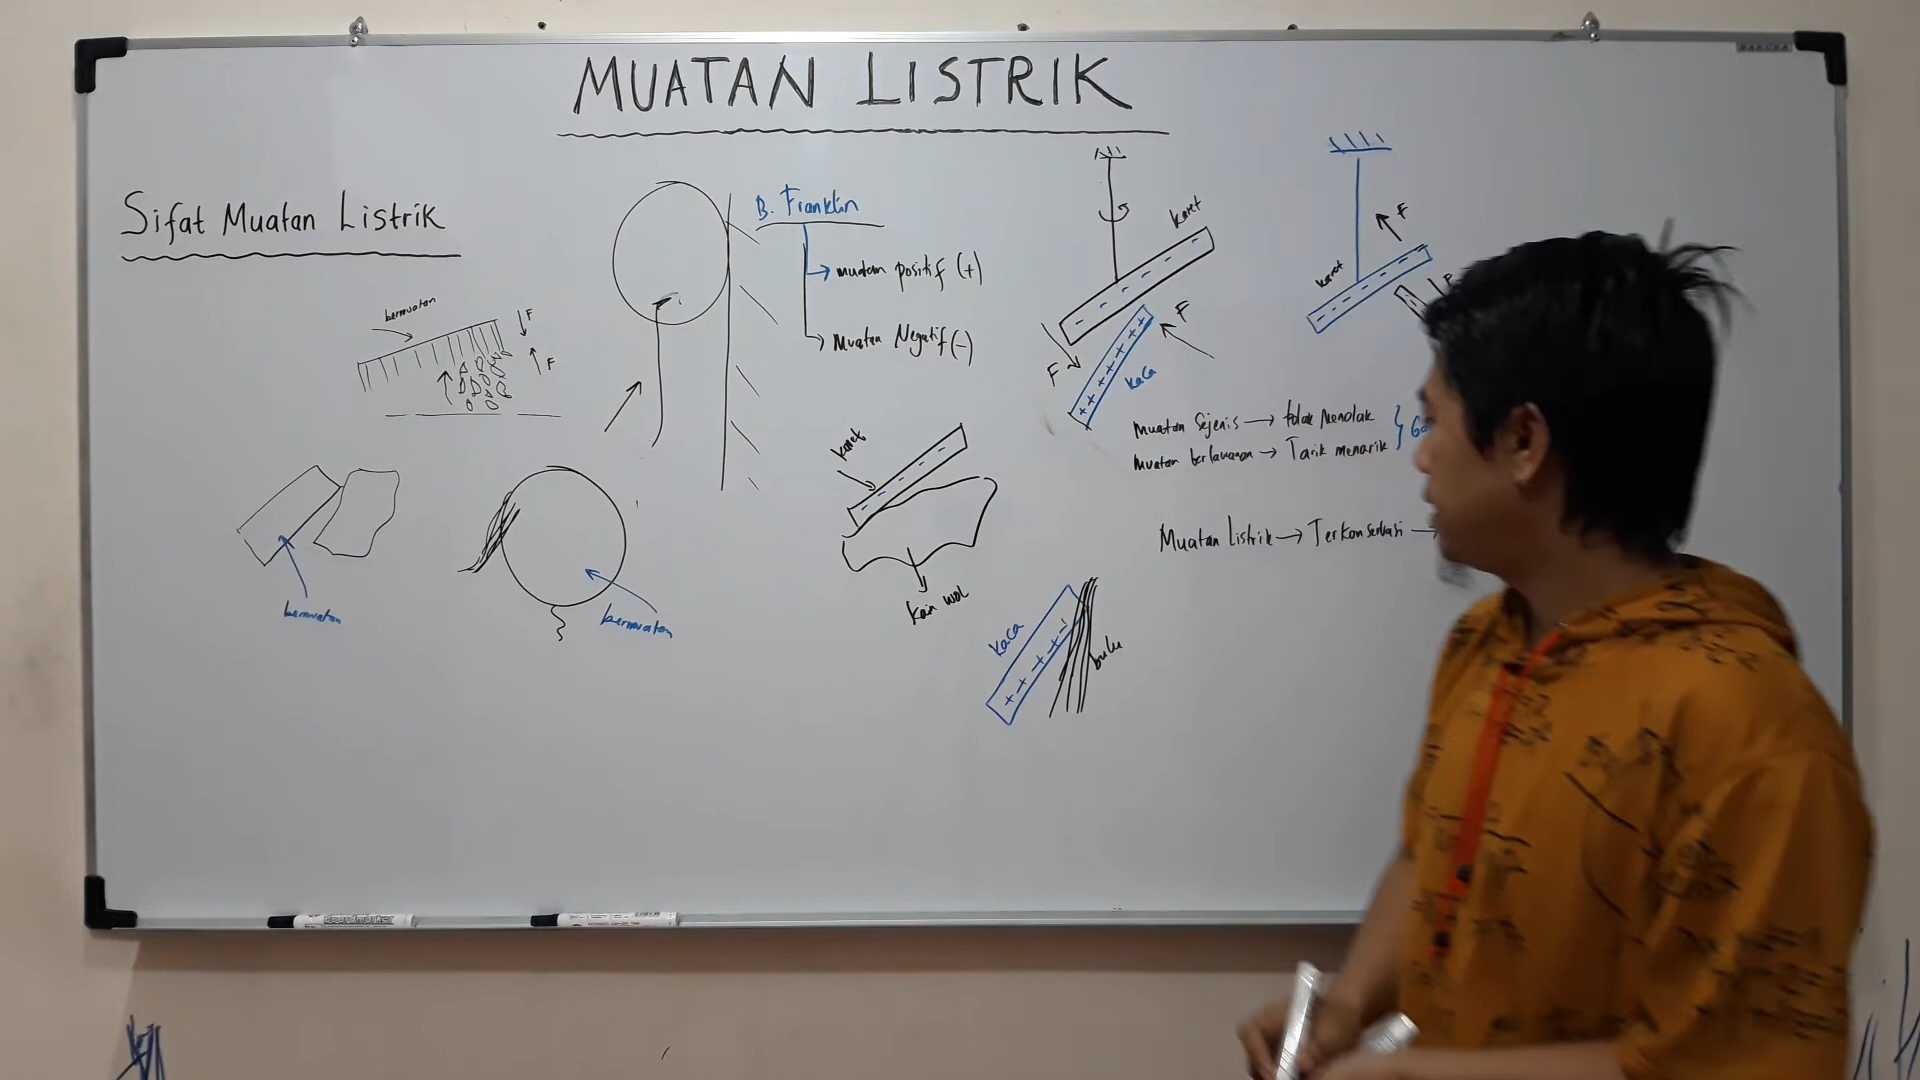 MUATAN LISTRIK
Sifat Muatan Listrik
bermuatan
F
F
bermuatan
bermuatan
B. Franklin
muatan positif (+)
Muatan Negatif (-)
karet
kain wol
kaca
bulu
karet
F
F
kaca
karet
F
F
Muatan Sejenis → tolak Menolak
Muatan berlawanan → Tarik menarik
Muatan Listrik → Terkonservasi →
SAKURA